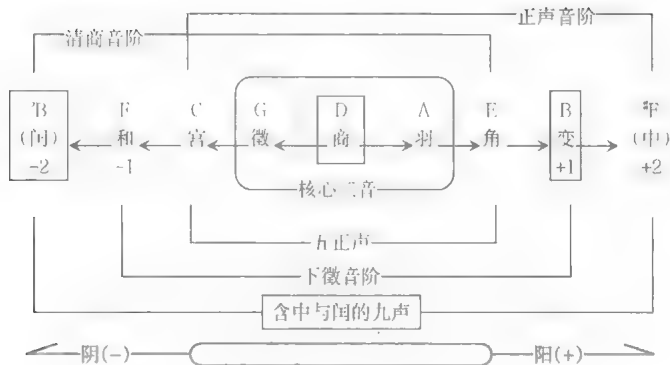 正声音阶
清商音阶
♭B F C G D A E B #F
(闰) 和 宫 徵 商 羽 角 变 (中)
-2 -1 +1 +2
核心三音
五正声
下徵音阶
含中与闰的九声
阴(-) 阳(+)